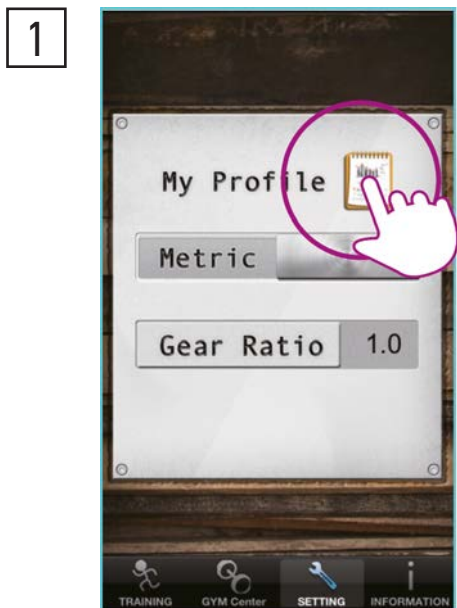 1
My Profile
Metric
Gear Ratio 1.0
TRAINING GYM Center SETTING INFORMATION